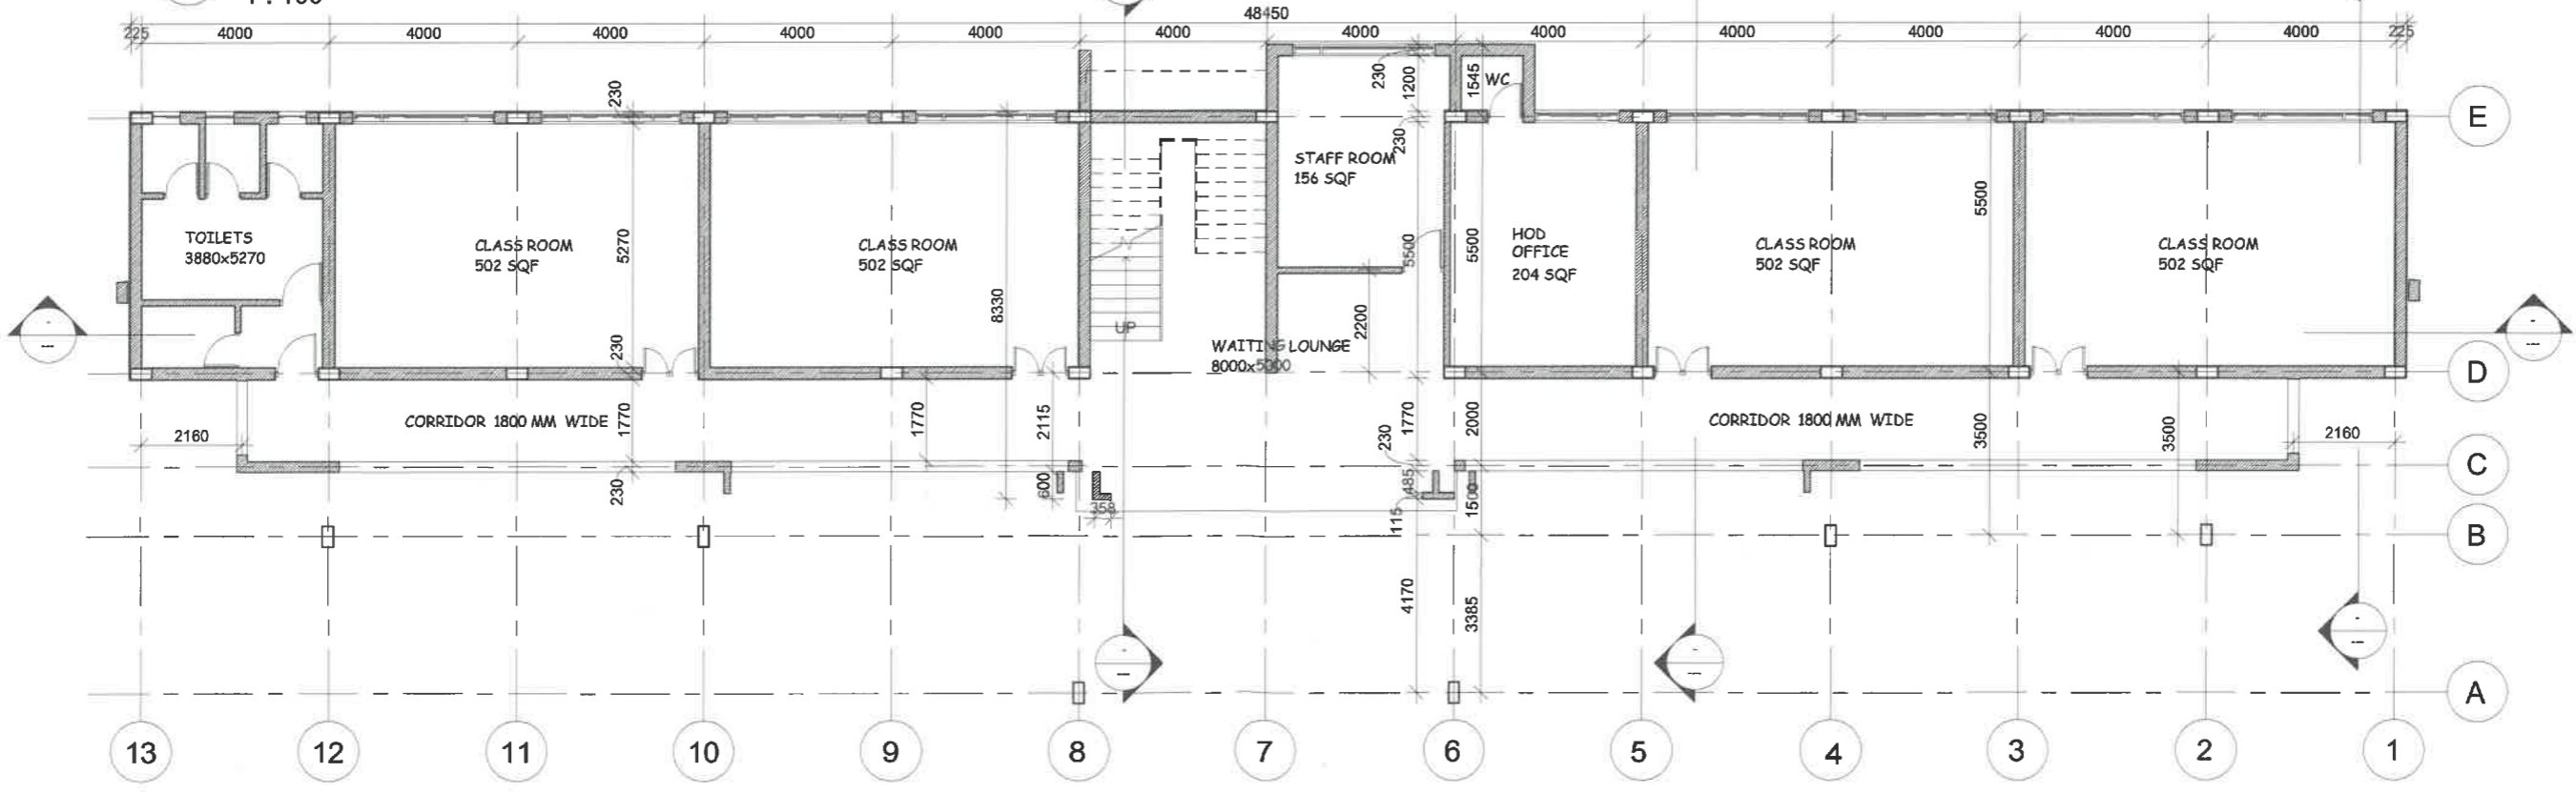 1 : 100
48450
225 4000 4000 4000 4000 4000 4000 4000 4000 4000 4000 4000 4000 225
230
230
1200
1545
WC
230
E
STAFF ROOM
156 SQF
TOILETS
3880x5270
CLASS ROOM
502 SQF
5270
CLASS ROOM
502 SQF
8330
5500
5500
HOD
OFFICE
204 SQF
CLASS ROOM
502 SQF
5500
CLASS ROOM
502 SQF
UP
2200
WAITING LOUNGE
8000x5000
230
D
CORRIDOR 1800 MM WIDE
1770
1770
2115
1770
2000
CORRIDOR 1800 MM WIDE
3500
3500
2160
2160
230
C
230
600
358
485
1500
115
B
4170
3385
A
13 12 11 10 9 8 7 6 5 4 3 2 1